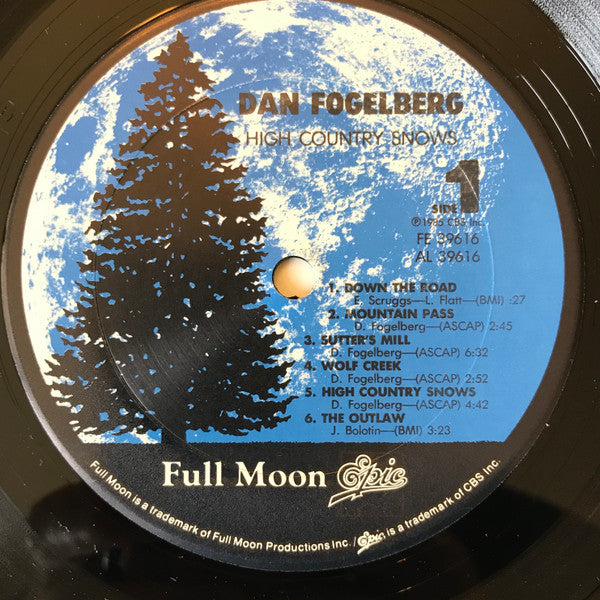 DAN FOGELBERG
HIGH COUNTRY SNOWS
1
SIDE
℗1985 CBS Inc.
FE 39616
AL 39616
1. DOWN THE ROAD
E. Scruggs—L. Flatt—(BMI) :27
2. MOUNTAIN PASS
D. Fogelberg—(ASCAP) 2:45
3. SUTTER'S MILL
D. Fogelberg—(ASCAP) 6:32
4. WOLF CREEK
D. Fogelberg—(ASCAP) 2:52
5. HIGH COUNTRY SNOWS
D. Fogelberg—(ASCAP) 4:42
6. THE OUTLAW
J. Bolotin—(BMI) 3:23
Full Moon Epic
Full Moon is a trademark of Full Moon Productions Inc. / Epic is a trademark of CBS Inc.